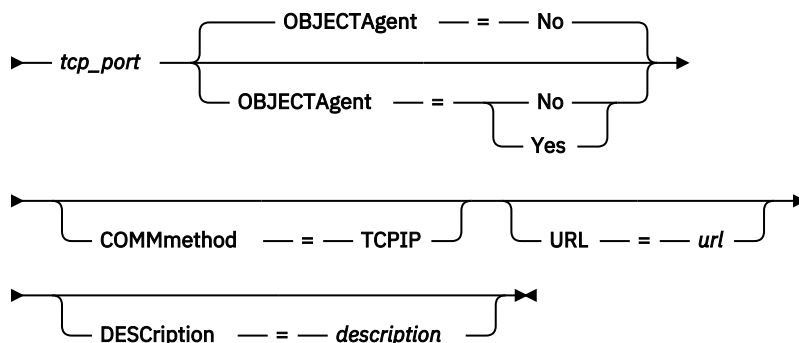 OBJECTAgent = No
tcp_port
OBJECTAgent = No
Yes
COMMmethod = TCPIP URL = url
DESCription = description